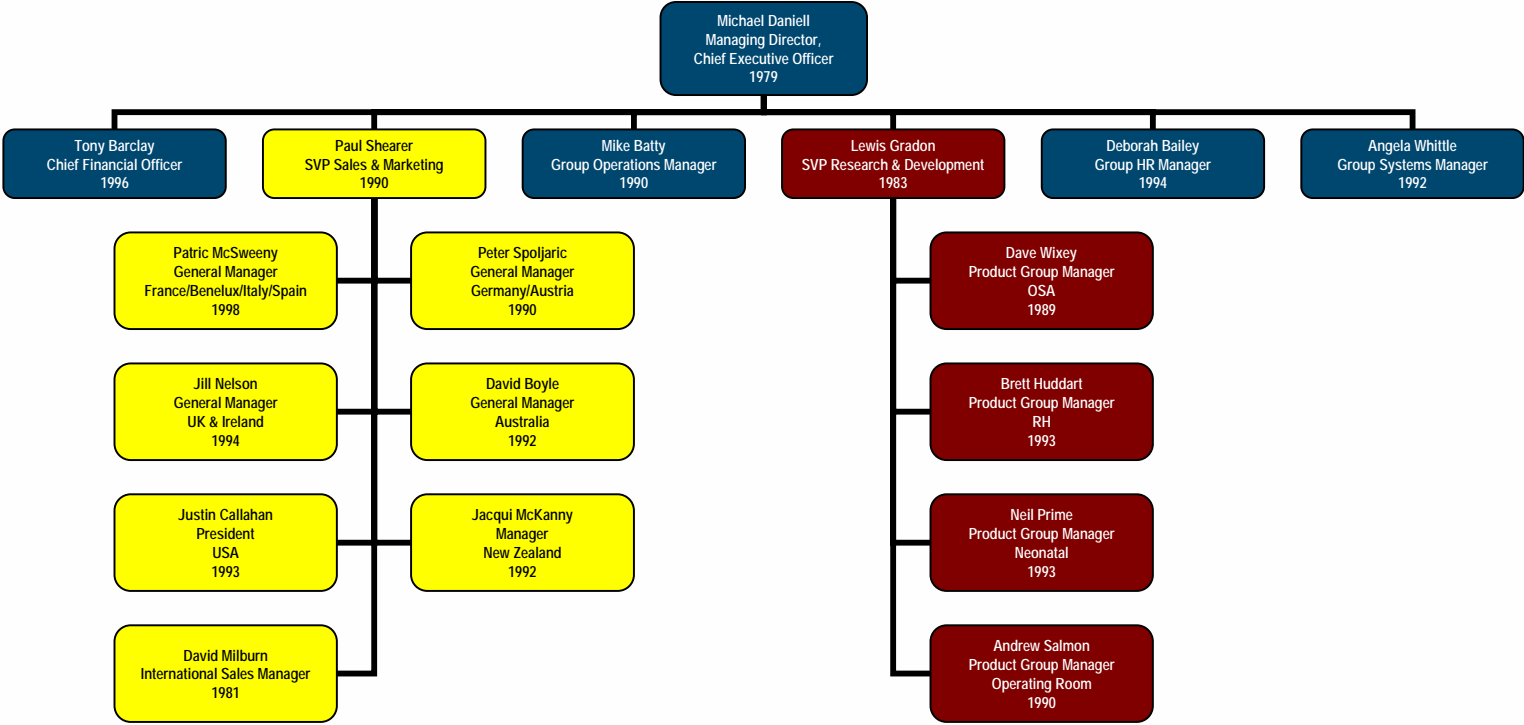 Michael Daniell
Managing Director,
Chief Executive Officer
1979
Tony Barclay
Chief Financial Officer
1996
Paul Shearer
SVP Sales & Marketing
1990
Mike Batty
Group Operations Manager
1990
Lewis Gradon
SVP Research & Development
1983
Deborah Bailey
Group HR Manager
1994
Angela Whittle
Group Systems Manager
1992
Patric McSweeny
General Manager
France/Benelux/Italy/Spain
1998
Peter Spoljaric
General Manager
Germany/Austria
1990
Dave Wixey
Product Group Manager
OSA
1989
Jill Nelson
General Manager
UK & Ireland
1994
David Boyle
General Manager
Australia
1992
Brett Huddart
Product Group Manager
RH
1993
Justin Callahan
President
USA
1993
Jacqui McKanny
Manager
New Zealand
1992
Neil Prime
Product Group Manager
Neonatal
1993
David Milburn
International Sales Manager
1981
Andrew Salmon
Product Group Manager
Operating Room
1990